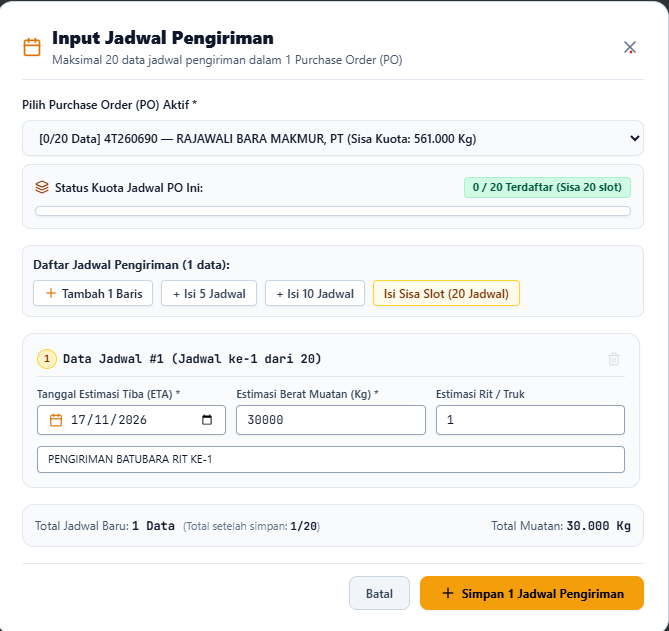 Input Jadwal Pengiriman
Maksimal 20 data jadwal pengiriman dalam 1 Purchase Order (PO)
Pilih Purchase Order (PO) Aktif *
[0/20 Data] 4T260690 — RAJAWALI BARA MAKMUR, PT (Sisa Kuota: 561.000 Kg)
Status Kuota Jadwal PO Ini:
0 / 20 Terdaftar (Sisa 20 slot)
Daftar Jadwal Pengiriman (1 data):
+ Tambah 1 Baris
+ Isi 5 Jadwal
+ Isi 10 Jadwal
Isi Sisa Slot (20 Jadwal)
1 Data Jadwal #1 (Jadwal ke-1 dari 20)
Tanggal Estimasi Tiba (ETA) *
Estimasi Berat Muatan (Kg) *
Estimasi Rit / Truk
17/11/2026
30000
1
PENGIRIMAN BATUBARA RIT KE-1
Total Jadwal Baru: 1 Data (Total setelah simpan: 1/20)
Total Muatan: 30.000 Kg
Batal
+ Simpan 1 Jadwal Pengiriman